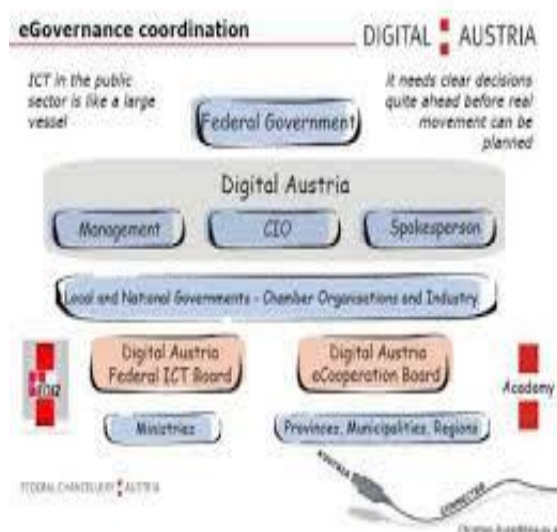 eGovernance coordination
DIGITAL AUSTRIA
ICT in the public
sector is like a large
vessel
it needs clear decisions
quite ahead before real
movement can be
planned
Federal Government
Digital Austria
Management
CIO
Spokesperson
Local and National Governments - Chamber Organisations and Industry
Digital Austria
Federal ICT Board
Digital Austria
eCooperation Board
Academy
Ministries
Provinces, Municipalities, Regions
FEDERAL CHANCELLERY AUSTRIA
AUSTRIA
CONNECTED